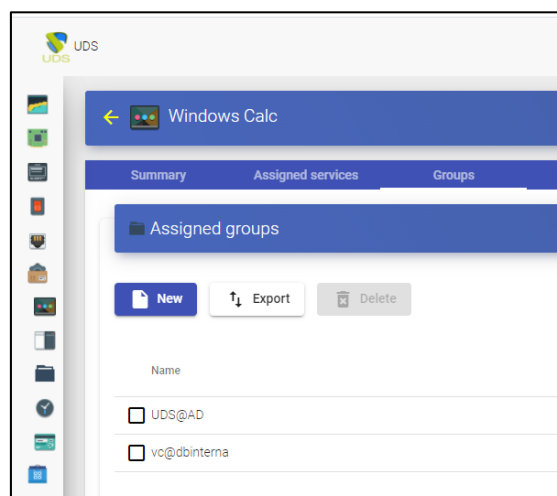 UDS
UDS
Windows Calc
Summary Assigned services Groups
Assigned groups
New Export Delete
Name
UDS@AD
vc@dbinterna